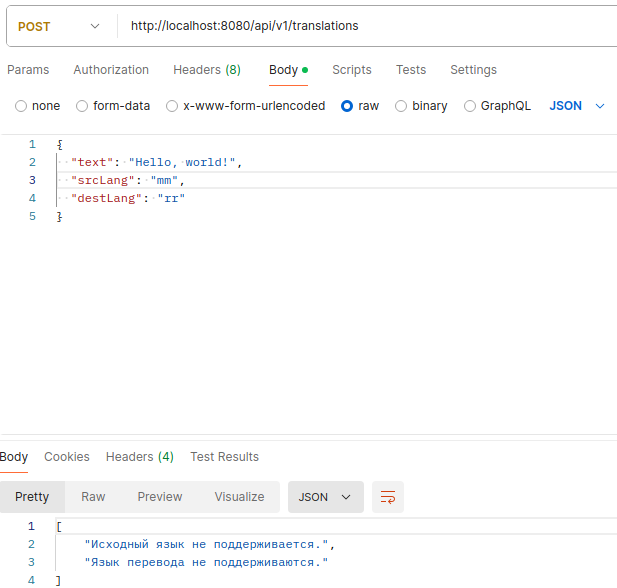 POST http://localhost:8080/api/v1/translations
Params Authorization Headers (8) Body Scripts Tests Settings
none form-data x-www-form-urlencoded raw binary GraphQL JSON
1 {
2 "text": "Hello, world!",
3 "srcLang": "mm",
4 "destLang": "rr"
5 }
Body Cookies Headers (4) Test Results
Pretty Raw Preview Visualize JSON
1 [
2 "Исходный язык не поддерживается.",
3 "Язык перевода не поддерживаются."
4 ]